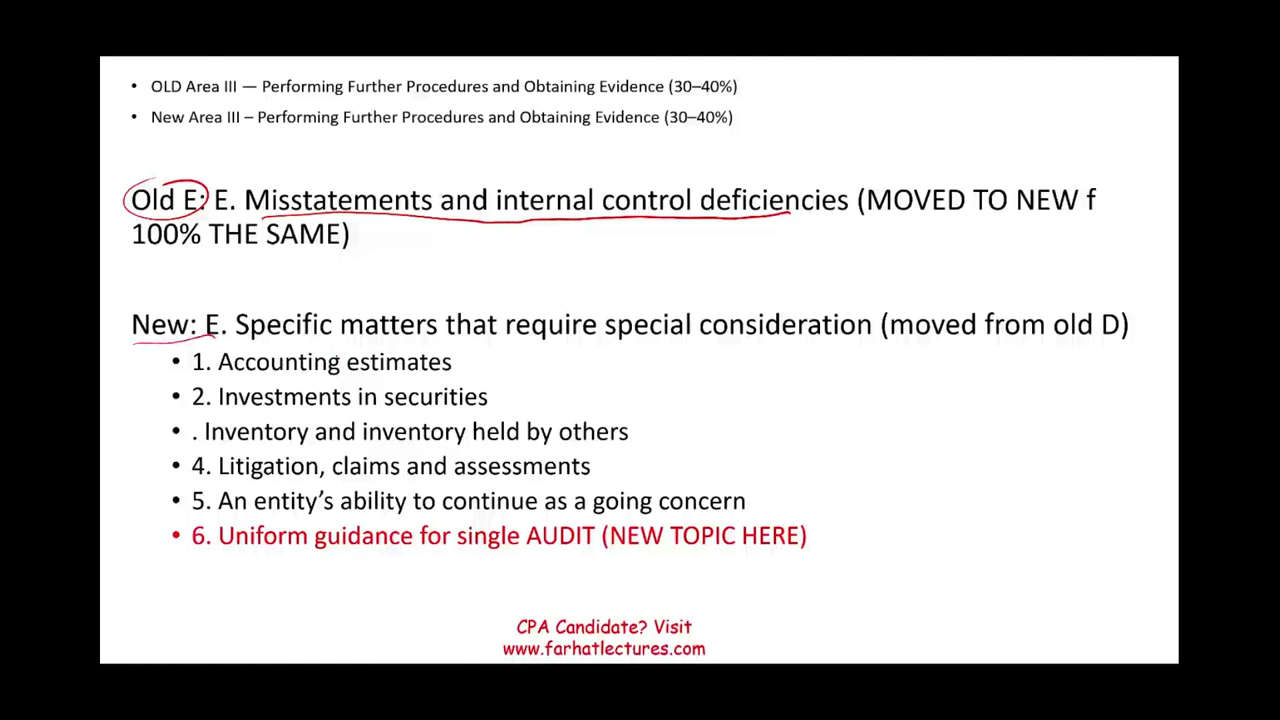 • OLD Area III — Performing Further Procedures and Obtaining Evidence (30–40%)
• New Area III – Performing Further Procedures and Obtaining Evidence (30–40%)
Old E: E. Misstatements and internal control deficiencies (MOVED TO NEW f
100% THE SAME)
New: E. Specific matters that require special consideration (moved from old D)
• 1. Accounting estimates
• 2. Investments in securities
• . Inventory and inventory held by others
• 4. Litigation, claims and assessments
• 5. An entity’s ability to continue as a going concern
• 6. Uniform guidance for single AUDIT (NEW TOPIC HERE)
CPA Candidate? Visit
www.farhatlectures.com